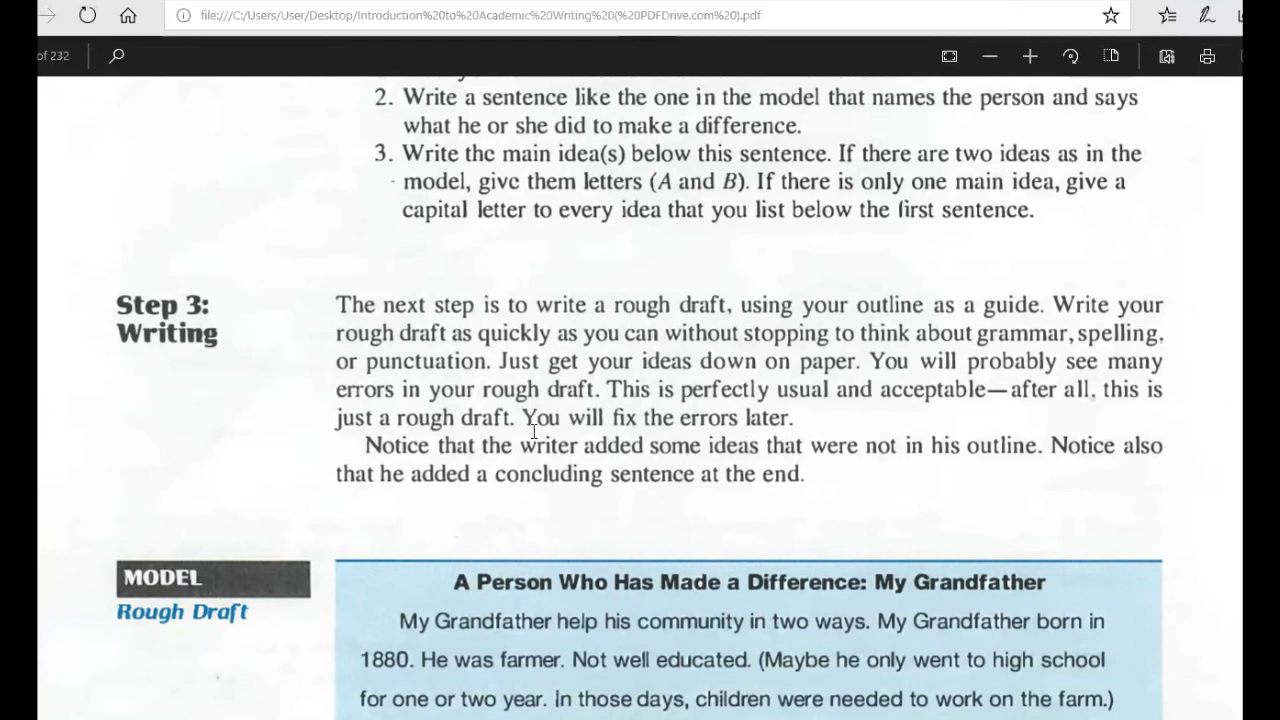 file:///C:/Users/User/Desktop/Introduction%20to%20Academic%20Writing%20(%20PDFDrive.com%20).pdf
of 232
2. Write a sentence like the one in the model that names the person and says
what he or she did to make a difference.
3. Write the main idea(s) below this sentence. If there are two ideas as in the
model, give them letters (A and B). If there is only one main idea, give a
capital letter to every idea that you list below the first sentence.
Step 3:
Writing
The next step is to write a rough draft, using your outline as a guide. Write your
rough draft as quickly as you can without stopping to think about grammar, spelling,
or punctuation. Just get your ideas down on paper. You will probably see many
errors in your rough draft. This is perfectly usual and acceptable—after all, this is
just a rough draft. You will fix the errors later.
Notice that the writer added some ideas that were not in his outline. Notice also
that he added a concluding sentence at the end.
MODEL
Rough Draft
A Person Who Has Made a Difference: My Grandfather
My Grandfather help his community in two ways. My Grandfather born in
1880. He was farmer. Not well educated. (Maybe he only went to high school
for one or two year. In those days, children were needed to work on the farm.)